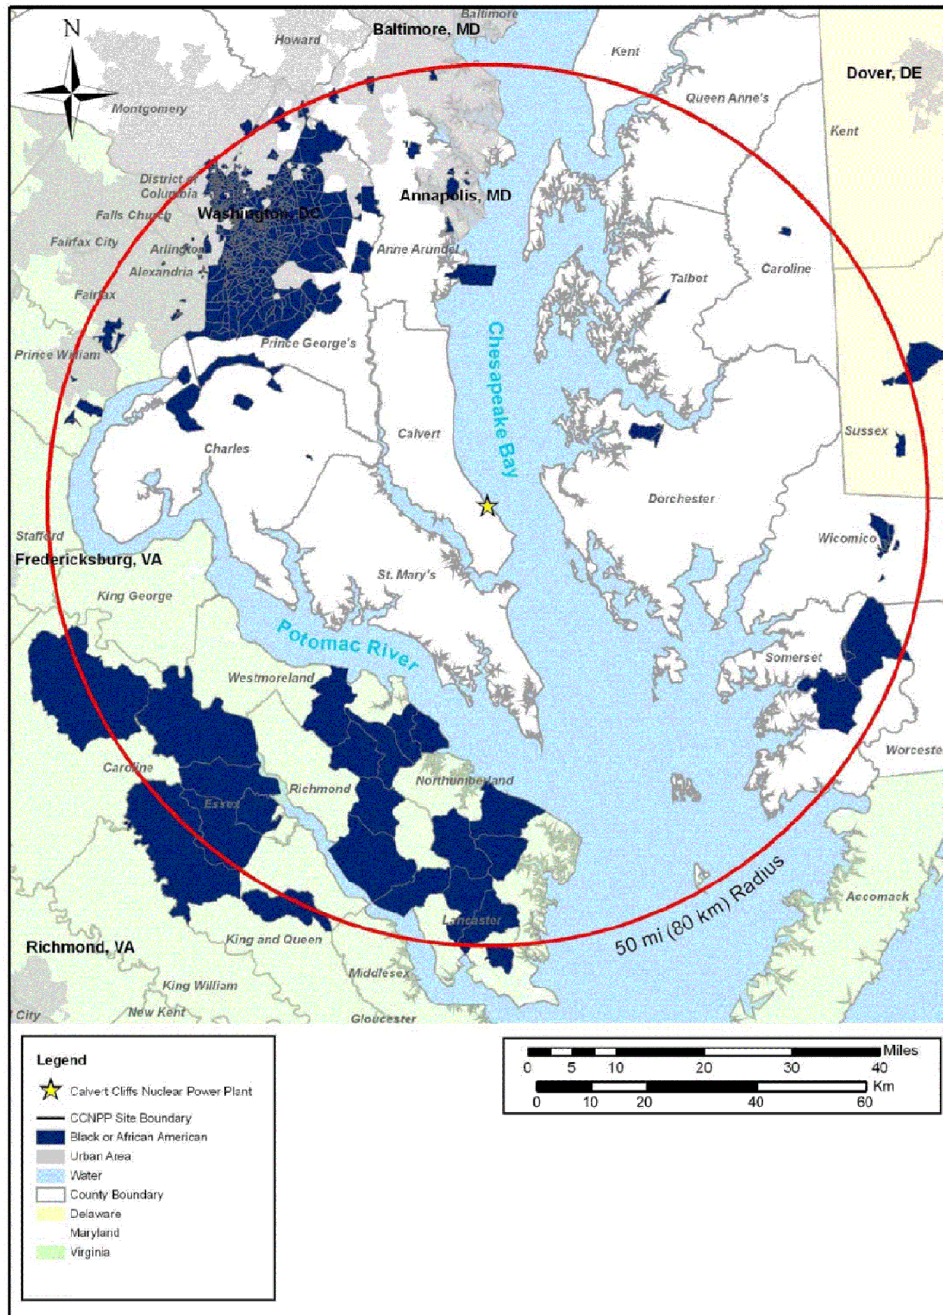 N
Baltimore
Baltimore, MD
Howard
Kent
Dover, DE
Montgomery
Queen Anne's
Kent
District of
Columbia
Annapolis, MD
Falls Church
Washington, DC
Fairfax City
Arlington
Anne Arundel
Caroline
Alexandria
Talbot
Fairfax
Prince George's
Prince William
Chesapeake Bay
Calvert
Sussex
Charles
Dorchester
Stafford
Wicomico
Fredericksburg, VA
St. Mary's
King George
Potomac River
Somerset
Westmoreland
Worcester
Caroline
Northumberland
Richmond
Essex
50 mi (80 km) Radius
Accomack
Lancaster
King and Queen
Richmond, VA
Middlesex
King William
New Kent
d City
Gloucester
Legend
Calvert Cliffs Nuclear Power Plant
CCNPP Site Boundary
Black or African American
Urban Area
Water
County Boundary
Delaware
Maryland
Virginia
Miles
0 5 10 20 30 40
Km
0 10 20 40 60